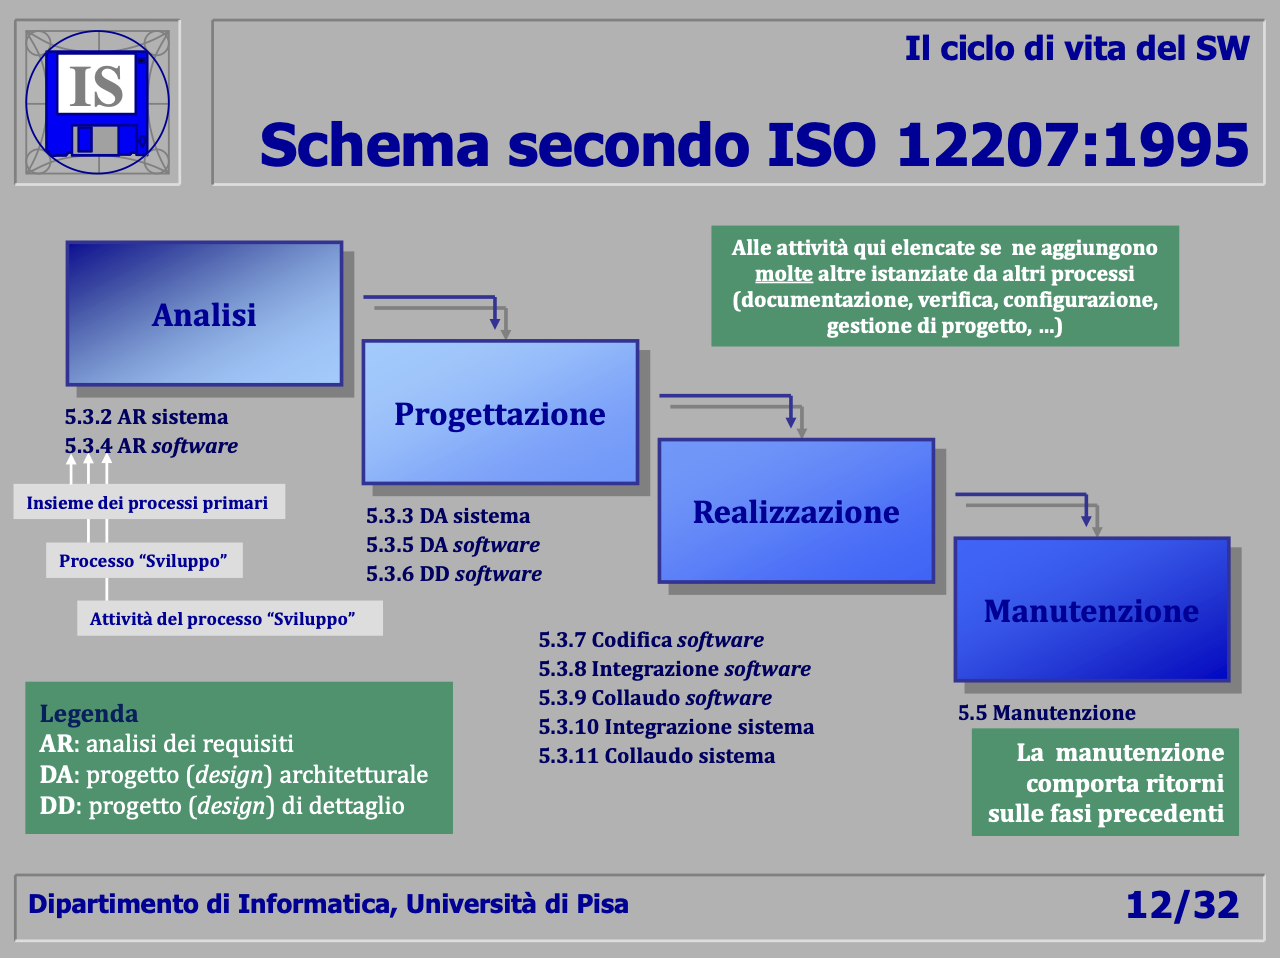 IS
Il ciclo di vita del SW
Schema secondo ISO 12207:1995
Alle attività qui elencate se ne aggiungono
molte altre istanziate da altri processi
(documentazione, verifica, configurazione,
gestione di progetto, …)
Analisi
5.3.2 AR sistema
5.3.4 AR software
Insieme dei processi primari
Processo “Sviluppo”
Attività del processo “Sviluppo”
Progettazione
5.3.3 DA sistema
5.3.5 DA software
5.3.6 DD software
Realizzazione
5.3.7 Codifica software
5.3.8 Integrazione software
5.3.9 Collaudo software
5.3.10 Integrazione sistema
5.3.11 Collaudo sistema
Manutenzione
5.5 Manutenzione
La manutenzione
comporta ritorni
sulle fasi precedenti
Legenda
AR: analisi dei requisiti
DA: progetto (design) architetturale
DD: progetto (design) di dettaglio
Dipartimento di Informatica, Università di Pisa
12/32